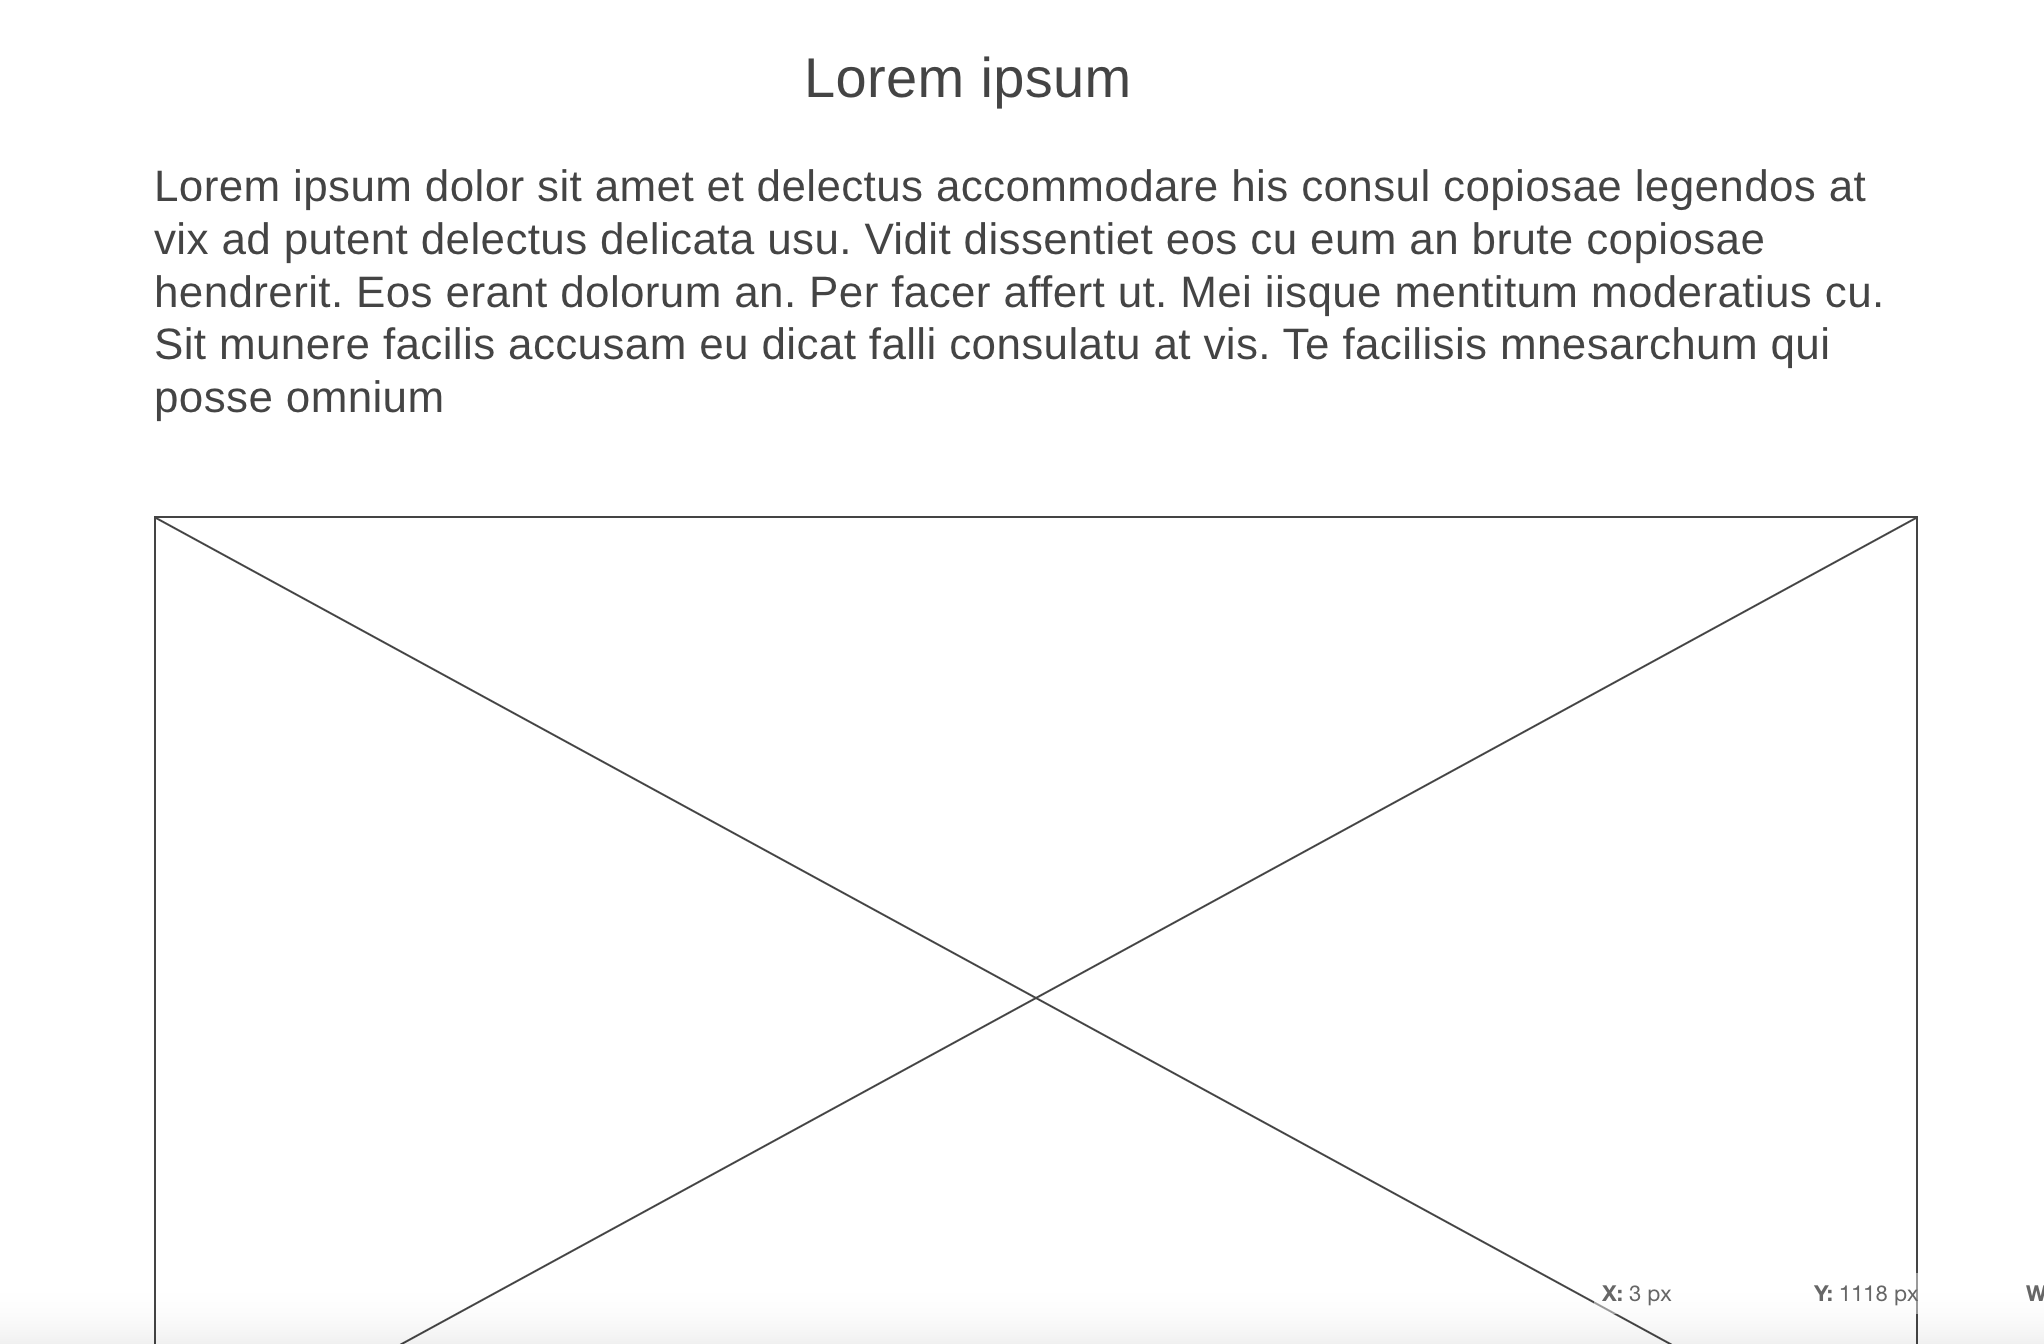 Lorem ipsum
Lorem ipsum dolor sit amet et delectus accommodare his consul copiosae legendos at
vix ad putent delectus delicata usu. Vidit dissentiet eos cu eum an brute copiosae
hendrerit. Eos erant dolorum an. Per facer affert ut. Mei iisque mentitum moderatius cu.
Sit munere facilis accusam eu dicat falli consulatu at vis. Te facilisis mnesarchum qui
posse omnium
X: 3 px Y: 1118 px W